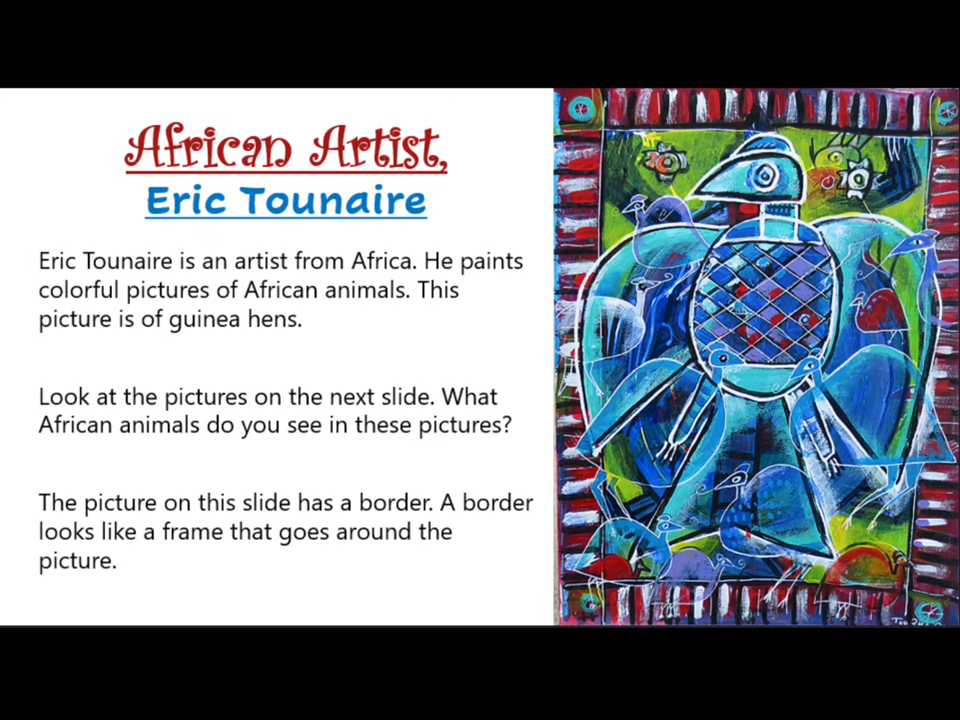 African Artist,
Eric Tounaire
Eric Tounaire is an artist from Africa. He paints
colorful pictures of African animals. This
picture is of guinea hens.
Look at the pictures on the next slide. What
African animals do you see in these pictures?
The picture on this slide has a border. A border
looks like a frame that goes around the
picture.